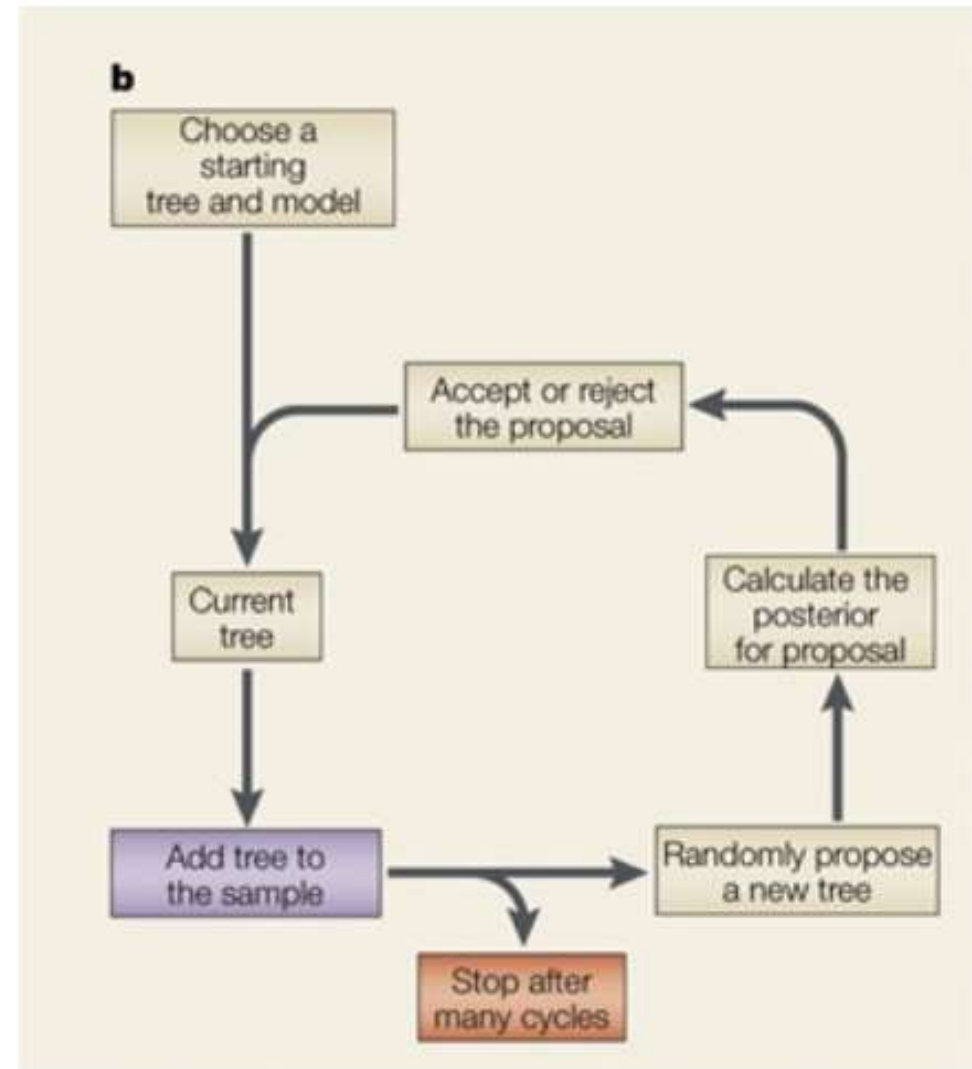 b
Choose a
starting
tree and model
Accept or reject
the proposal
Current
tree
Calculate the
posterior
for proposal
Add tree to
the sample
Randomly propose
a new tree
Stop after
many cycles